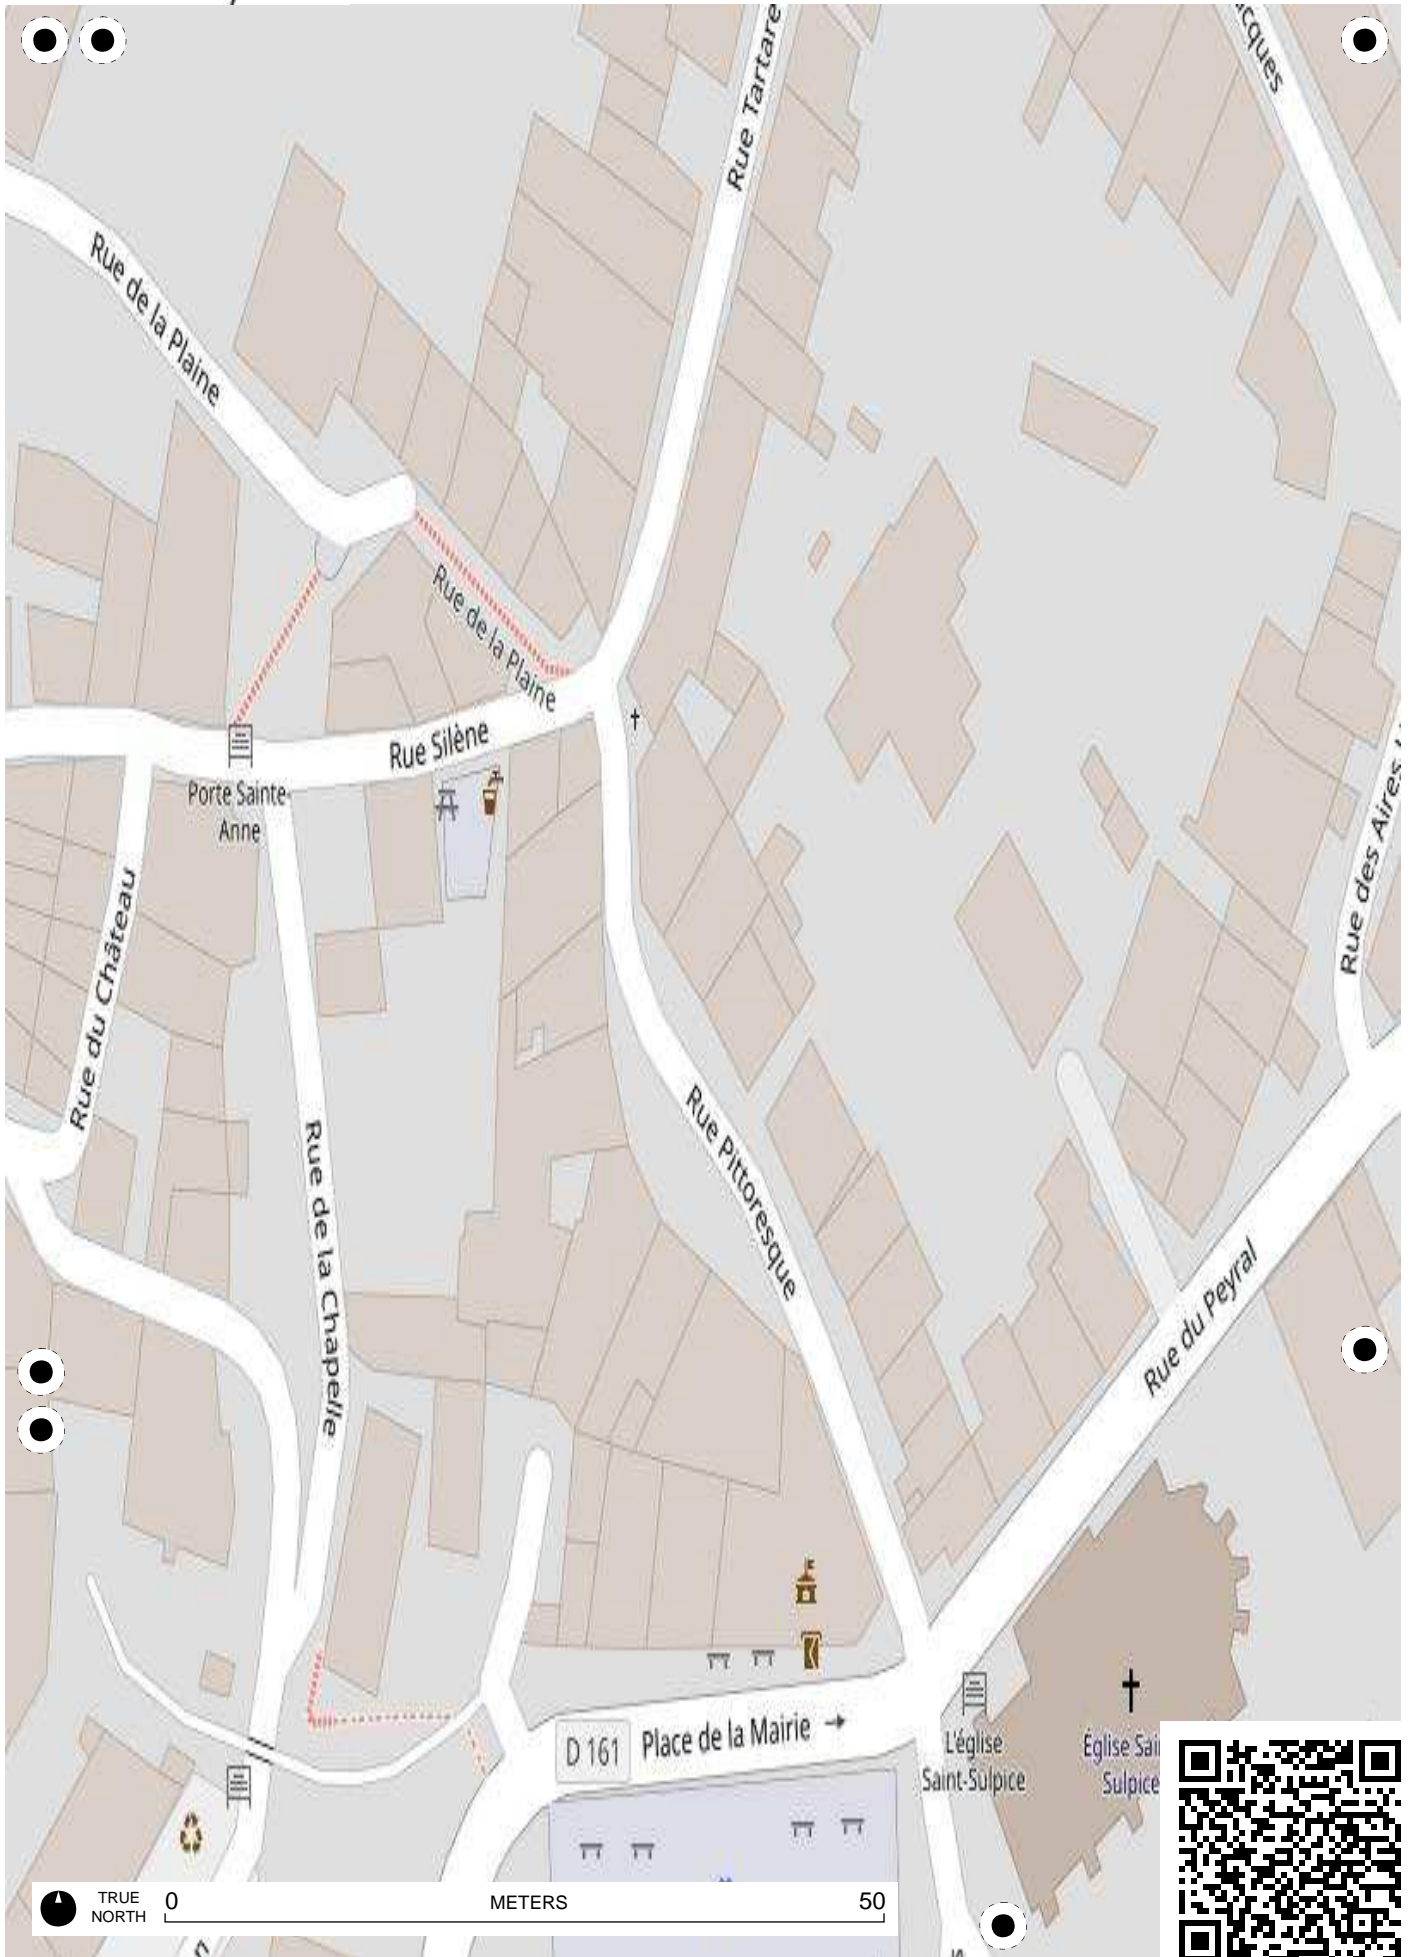 Rue Tartare
cques
Rue de la Plaine
Rue de la Plaine
Rue Silène
Porte Sainte-
Anne
Rue du Château
Rue des Aires
Rue de la Chapelle
Rue Pittoresque
Rue du Peyral
D 161
Place de la Mairie →
L'église
Saint-Sulpice
Église Sai
Sulpice
TRUE
NORTH
0
METERS
50